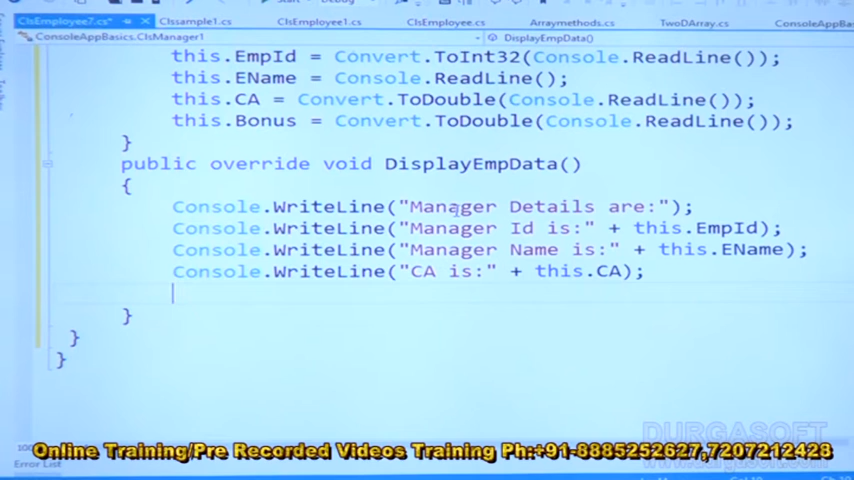 Start
Debug
ClsEmployee7.cs* Clssample1.cs ClsEmployee1.cs ClsEmployee.cs Arraymethods.cs TwoDArray.cs ConsoleAppBas
ConsoleAppBasics.ClsManager1 DisplayEmpData()
this.EmpId = Convert.ToInt32(Console.ReadLine());
this.EName = Console.ReadLine();
this.CA = Convert.ToDouble(Console.ReadLine());
this.Bonus = Convert.ToDouble(Console.ReadLine());
}
public override void DisplayEmpData()
{
Console.WriteLine("Manager Details are:");
Console.WriteLine("Manager Id is:" + this.EmpId);
Console.WriteLine("Manager Name is:" + this.EName);
Console.WriteLine("CA is:" + this.CA);
}
}
}
DURGASOFT
Online Training/Pre Recorded Videos Training Ph:+91-8885252627,7207212428
Error List